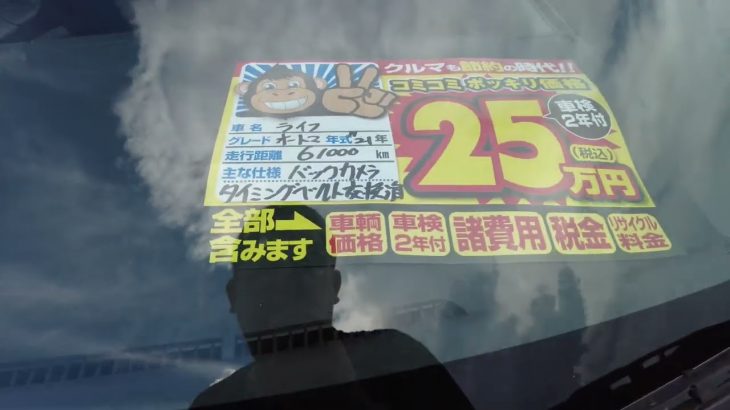 クルマも節約の時代!!
コミコミ ポッキリ価格
車名 ライフ
グレード オートマ 年式 21年
走行距離 61000 km
主な仕様 バックカメラ
タイミングベルト交換済
25万円
(税込)
車検
2年付
全部
含みます
車輌
価格
車検
2年付
諸費用
税金
リサイクル
料金